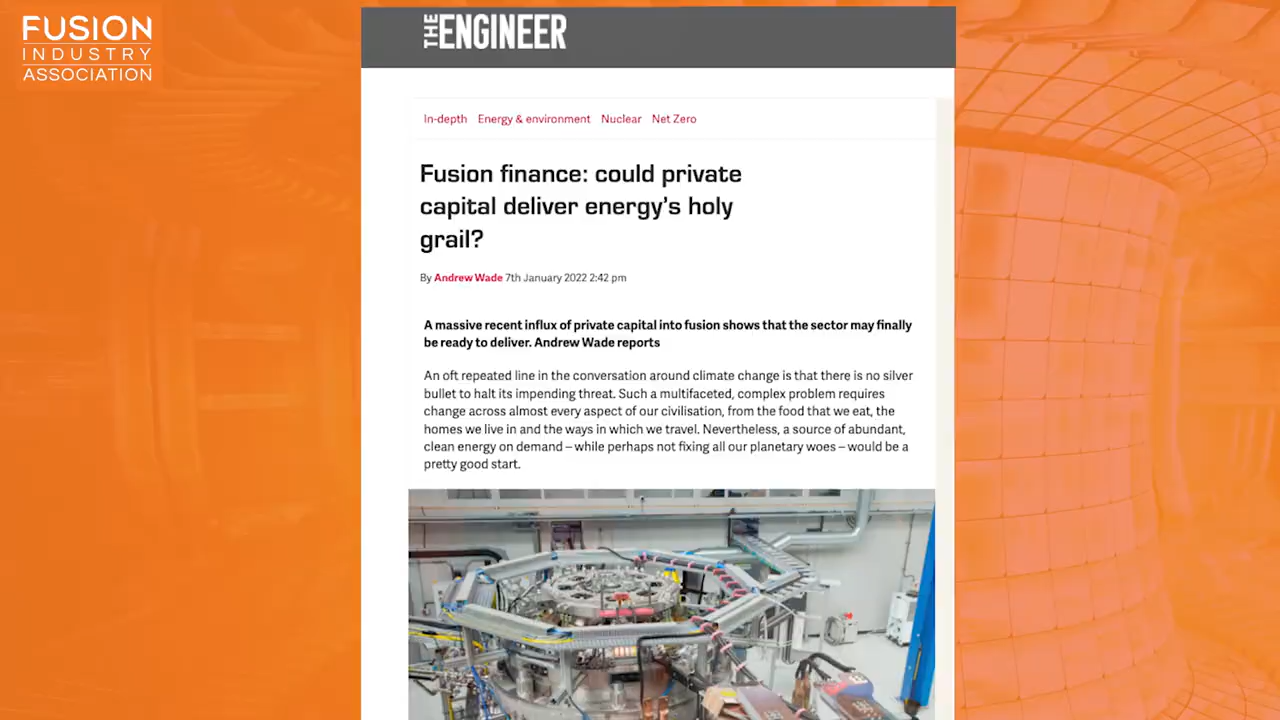 FUSION
INDUSTRY
ASSOCIATION
THE ENGINEER
In-depth Energy & environment Nuclear Net Zero
Fusion finance: could private
capital deliver energy’s holy
grail?
By Andrew Wade 7th January 2022 2:42 pm
A massive recent influx of private capital into fusion shows that the sector may finally
be ready to deliver. Andrew Wade reports
An oft repeated line in the conversation around climate change is that there is no silver
bullet to halt its impending threat. Such a multifaceted, complex problem requires
change across almost every aspect of our civilisation, from the food that we eat, the
homes we live in and the ways in which we travel. Nevertheless, a source of abundant,
clean energy on demand – while perhaps not fixing all our planetary woes – would be a
pretty good start.